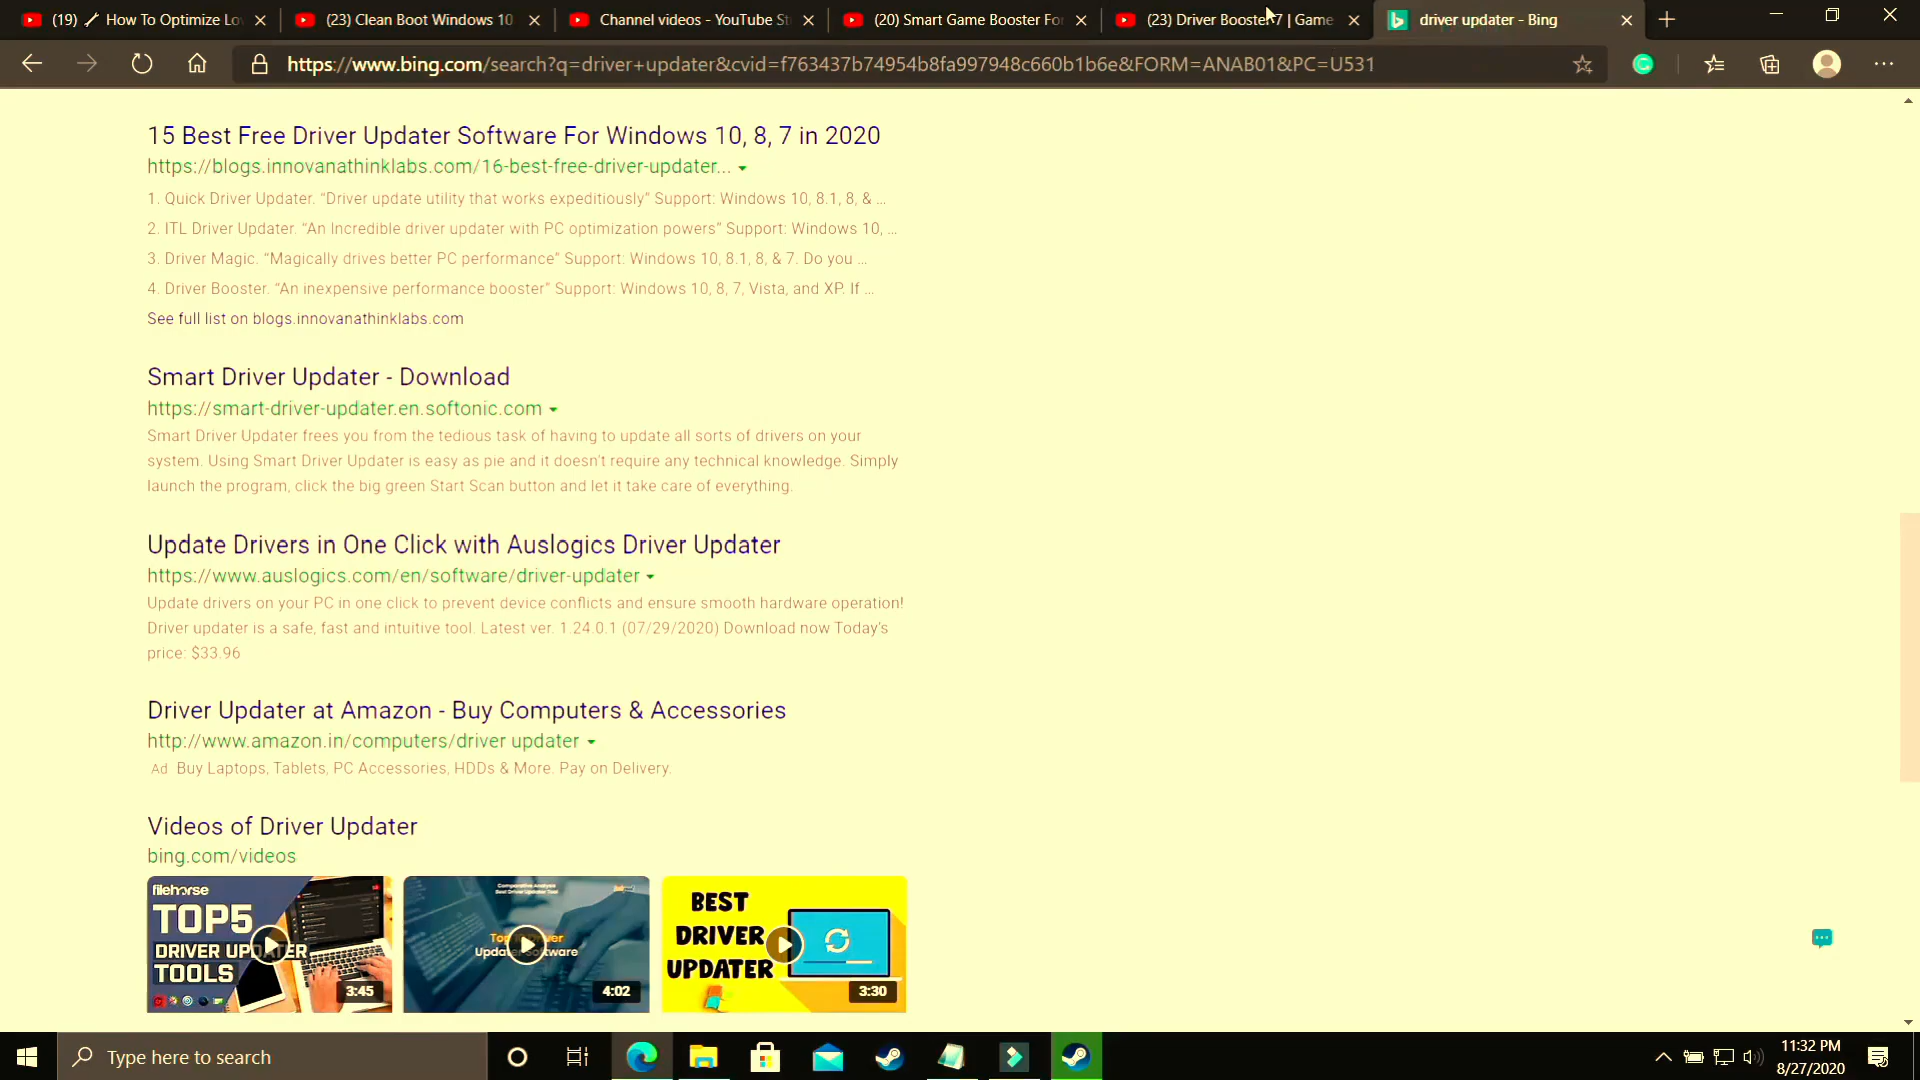 (19) How To Optimize Lo
(23) Clean Boot Windows 10
Channel videos - YouTube St
(20) Smart Game Booster Fo
(23) Driver Booster 7 | Game
driver updater - Bing
https://www.bing.com/search?q=driver+updater&cvid=f763437b74954b8fa997948c660b1b6e&FORM=ANAB01&PC=U531
15 Best Free Driver Updater Software For Windows 10, 8, 7 in 2020
https://blogs.innovanathinklabs.com/16-best-free-driver-updater...
1. Quick Driver Updater. “Driver update utility that works expeditiously” Support: Windows 10, 8.1, 8, & ...
2. ITL Driver Updater. “An Incredible driver updater with PC optimization powers” Support: Windows 10, ...
3. Driver Magic. “Magically drives better PC performance” Support: Windows 10, 8.1, 8, & 7. Do you ...
4. Driver Booster. “An inexpensive performance booster” Support: Windows 10, 8, 7, Vista, and XP. If ...
See full list on blogs.innovanathinklabs.com
Smart Driver Updater - Download
https://smart-driver-updater.en.softonic.com
Smart Driver Updater frees you from the tedious task of having to update all sorts of drivers on your
system. Using Smart Driver Updater is easy as pie and it doesn't require any technical knowledge. Simply
launch the program, click the big green Start Scan button and let it take care of everything.
Update Drivers in One Click with Auslogics Driver Updater
https://www.auslogics.com/en/software/driver-updater
Update drivers on your PC in one click to prevent device conflicts and ensure smooth hardware operation!
Driver updater is a safe, fast and intuitive tool. Latest ver. 1.24.0.1 (07/29/2020) Download now Today's
price: $33.96
Driver Updater at Amazon - Buy Computers & Accessories
http://www.amazon.in/computers/driver updater
Ad Buy Laptops, Tablets, PC Accessories, HDDs & More. Pay on Delivery.
Videos of Driver Updater
bing.com/videos
filehorse
TOP5
DRIVER UPDATER
TOOLS
3:45
Comparative Analysis
Best Driver Updater Tool
Updater Software
4:02
BEST
DRIVER
UPDATER
3:30
Type here to search
11:32 PM
8/27/2020